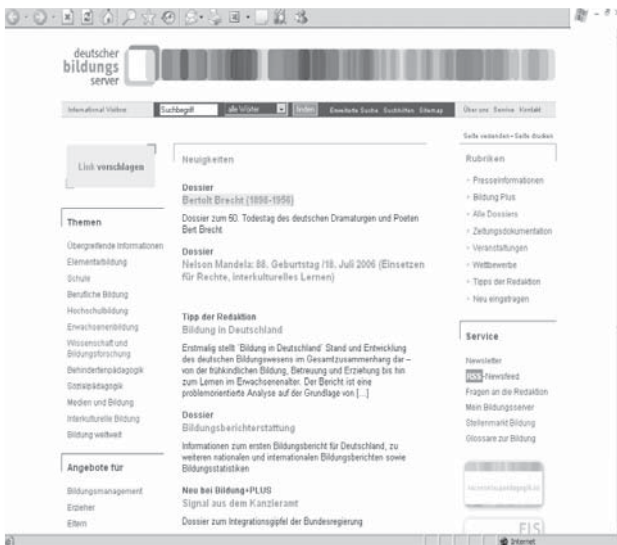 deutscher
bildungs
server
International Visitors
Suchbegriff
alle Wörter
finden
Erweiterte Suche Suchhilfen Sitemap
Über uns Service Kontakt
Seite versenden - Seite drucken
Link vorschlagen
Themen
Übergreifende Informationen
Elementarbildung
Schule
Berufliche Bildung
Hochschulbildung
Erwachsenenbildung
Wissenschaft und
Bildungsforschung
Behindertenpädagogik
Sozialpädagogik
Medien und Bildung
Interkulturelle Bildung
Bildung weltweit
Angebote für
Bildungsmanagement
Erzieher
Eltern
Neuigkeiten
Dossier
Bertolt Brecht (1898-1956)
Dossier zum 50. Todestag des deutschen Dramaturgen und Poeten
Bert Brecht
Dossier
Nelson Mandela: 88. Geburtstag /18. Juli 2006 (Einsetzen
für Rechte, interkulturelles Lernen)
Tipp der Redaktion
Bildung in Deutschland
Erstmalig stellt 'Bildung in Deutschland' Stand und Entwicklung
des deutschen Bildungswesens im Gesamtzusammenhang dar –
von der frühkindlichen Bildung, Betreuung und Erziehung bis hin
zum Lernen im Erwachsenenalter. Der Bericht ist eine
problemorientierte Analyse auf der Grundlage von [...]
Dossier
Bildungsberichterstattung
Informationen zum ersten Bildungsbericht für Deutschland, zu
weiteren nationalen und internationalen Bildungsberichten sowie
Bildungsstatistiken
Neu bei Bildung+PLUS
Signal aus dem Kanzleramt
Dossier zum Integrationsgipfel der Bundesregierung
Rubriken
Presseinformationen
Bildung Plus
Alle Dossiers
Zeitungsdokumentation
Veranstaltungen
Wettbewerbe
Tipps der Redaktion
Neu eingetragen
Service
Newsletter
RSS-Newsfeed
Fragen an die Redaktion
Mein Bildungsserver
Stellenmarkt Bildung
Glossare zur Bildung
FIS
Internet